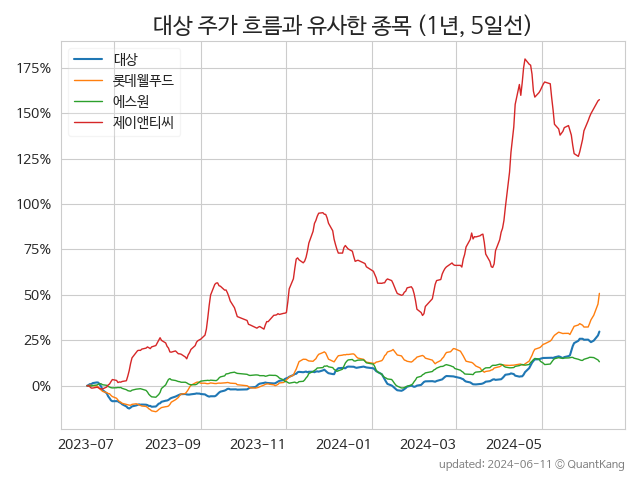 대상 주가 흐름과 유사한 종목 (1년, 5일선)
대상
롯데웰푸드
에스원
제이앤티씨
175%
150%
125%
100%
75%
50%
25%
0%
2023-07 2023-09 2023-11 2024-01 2024-03 2024-05
updated: 2024-06-11 © QuantKang